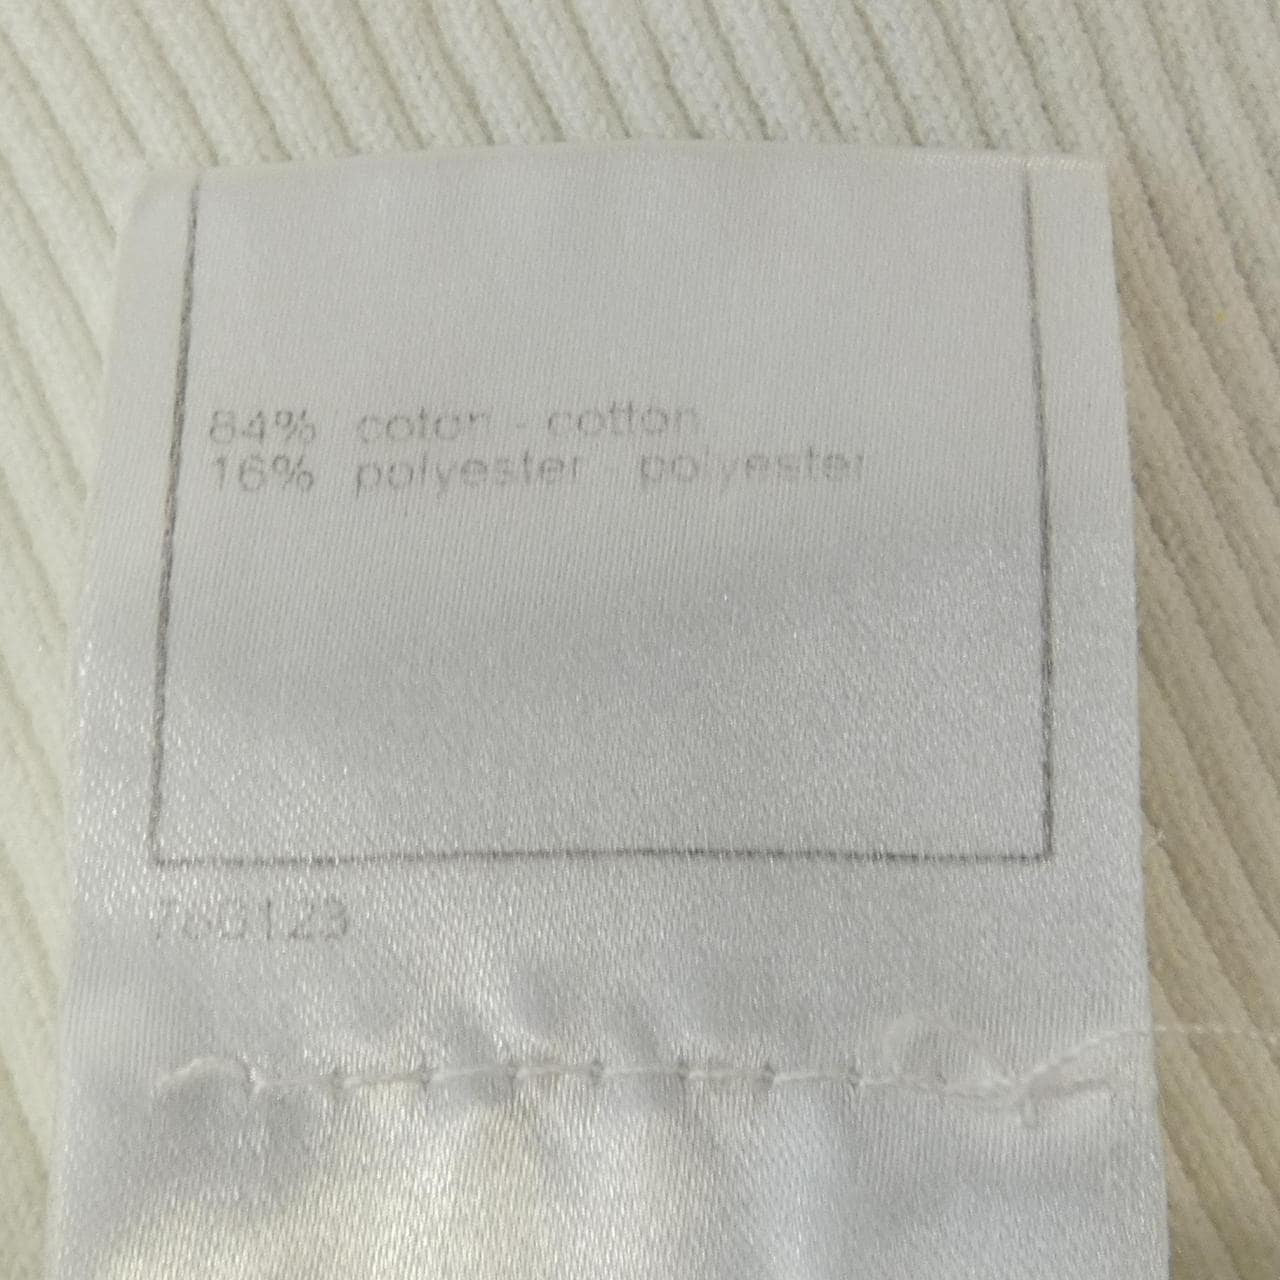 84% coton - cotton
16% polyester - polyester